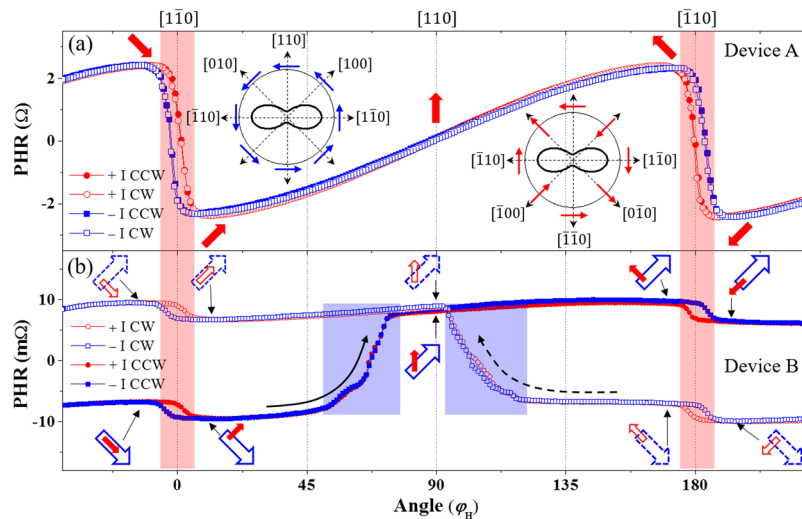 [11̅0] [110] [1̅10]
(a) Device A
[110]
[010] [100]
[1̅10] [11̅0]
[1̅10] [11̅0]
[1̅00] [01̅0]
[1̅1̅0]
PHR (Ω)
2
0
-2
+ I CCW
+ I CW
– I CCW
– I CW
(b) Device B
PHR (mΩ)
10
0
-10
+ I CW
– I CW
+ I CCW
– I CCW
0 45 90 135 180
Angle (φH)